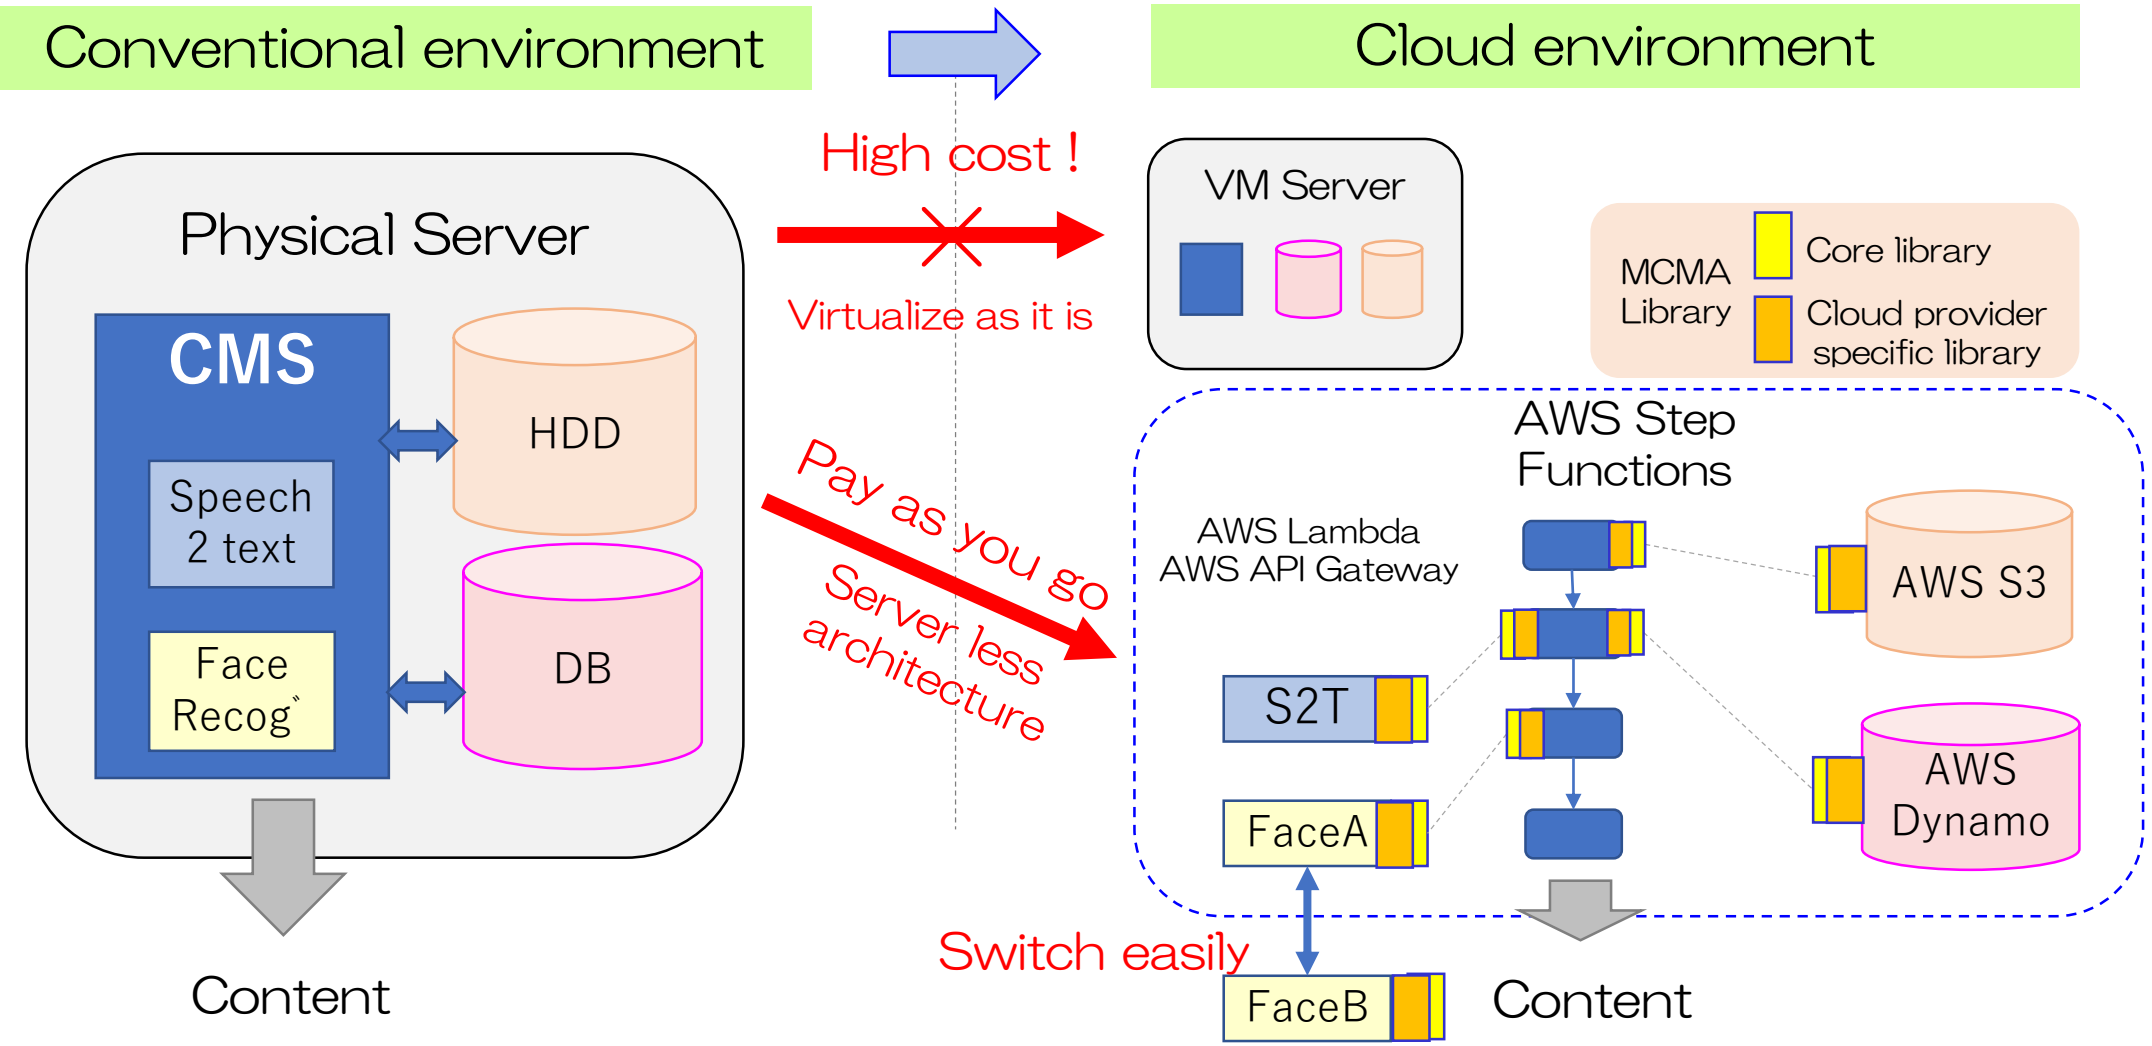 Conventional environment
Cloud environment
High cost !
Virtualize as it is
Physical Server
CMS
Speech
2 text
Face
Recog゛
HDD
DB
Content
Pay as you go
Server less
architecture
VM Server
MCMA
Library
Core library
Cloud provider
specific library
AWS Step
Functions
AWS Lambda
AWS API Gateway
S2T
FaceA
AWS S3
AWS
Dynamo
Switch easily
FaceB
Content